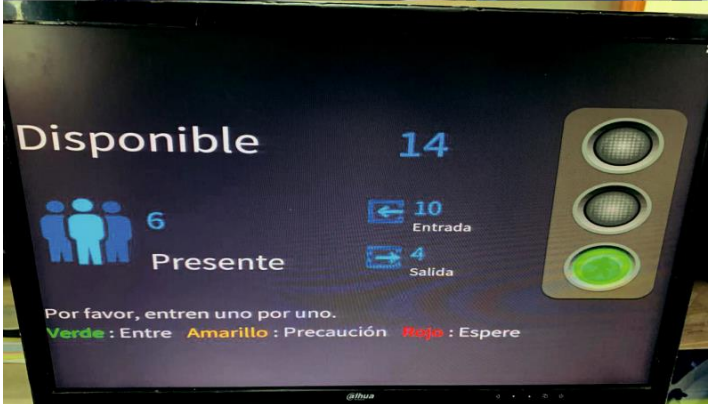 Disponible 14
6
Presente
10
Entrada
4
Salida
Por favor, entren uno por uno.
Verde : Entre Amarillo : Precaución Rojo : Espere
alhua